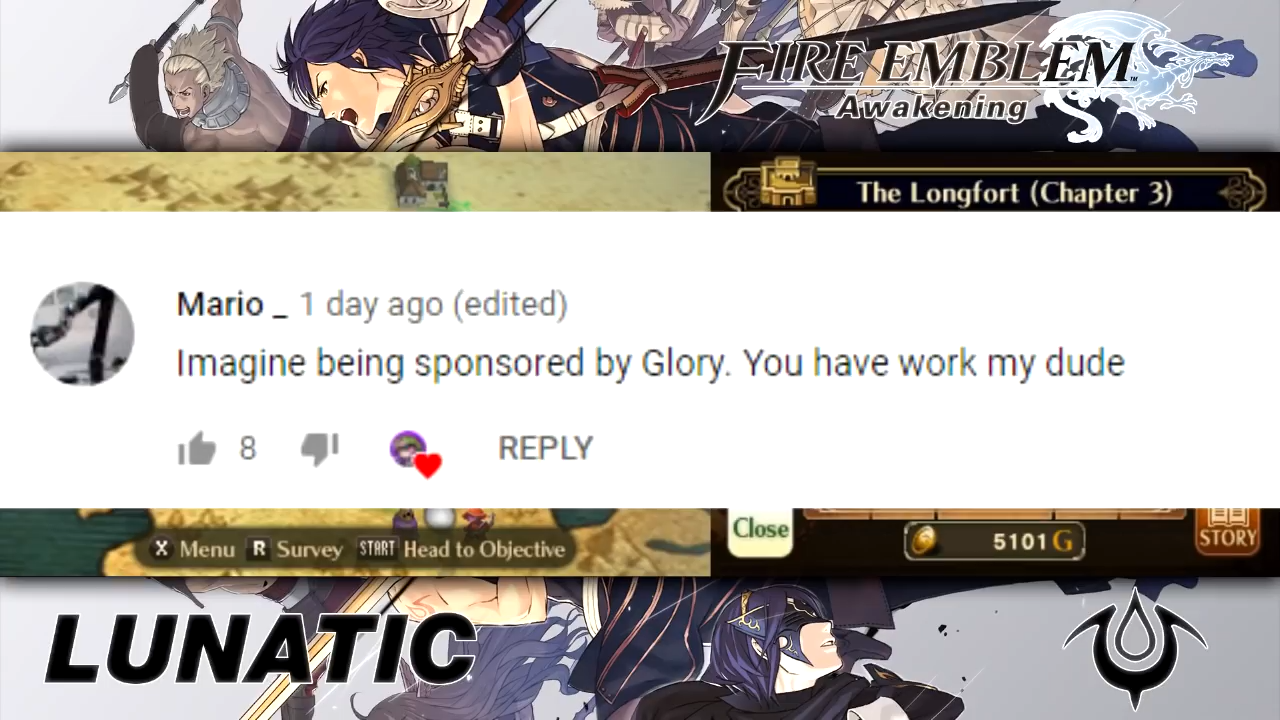 FIRE EMBLEM
Awakening
The Longfort (Chapter 3)
Mario _ 1 day ago (edited)
Imagine being sponsored by Glory. You have work my dude
8 REPLY
X Menu R Survey START Head to Objective
Close
5101 G
STORY
LUNATIC